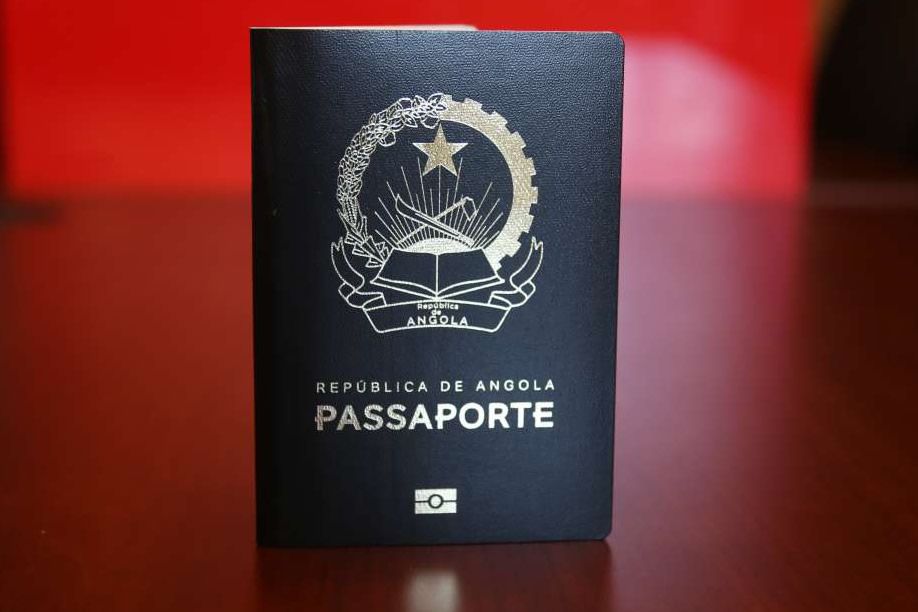 República
de
ANGOLA
REPÚBLICA DE ANGOLA
PASSAPORTE